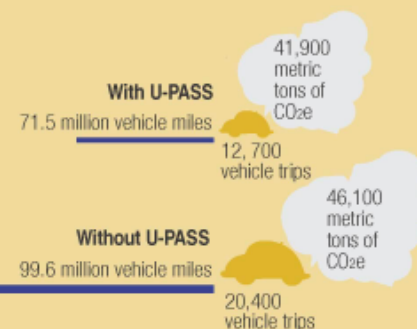 41,900
metric
tons of
CO2e
With U-PASS
71.5 million vehicle miles
12, 700
vehicle trips
46,100
metric
tons of
CO2e
Without U-PASS
99.6 million vehicle miles
20,400
vehicle trips